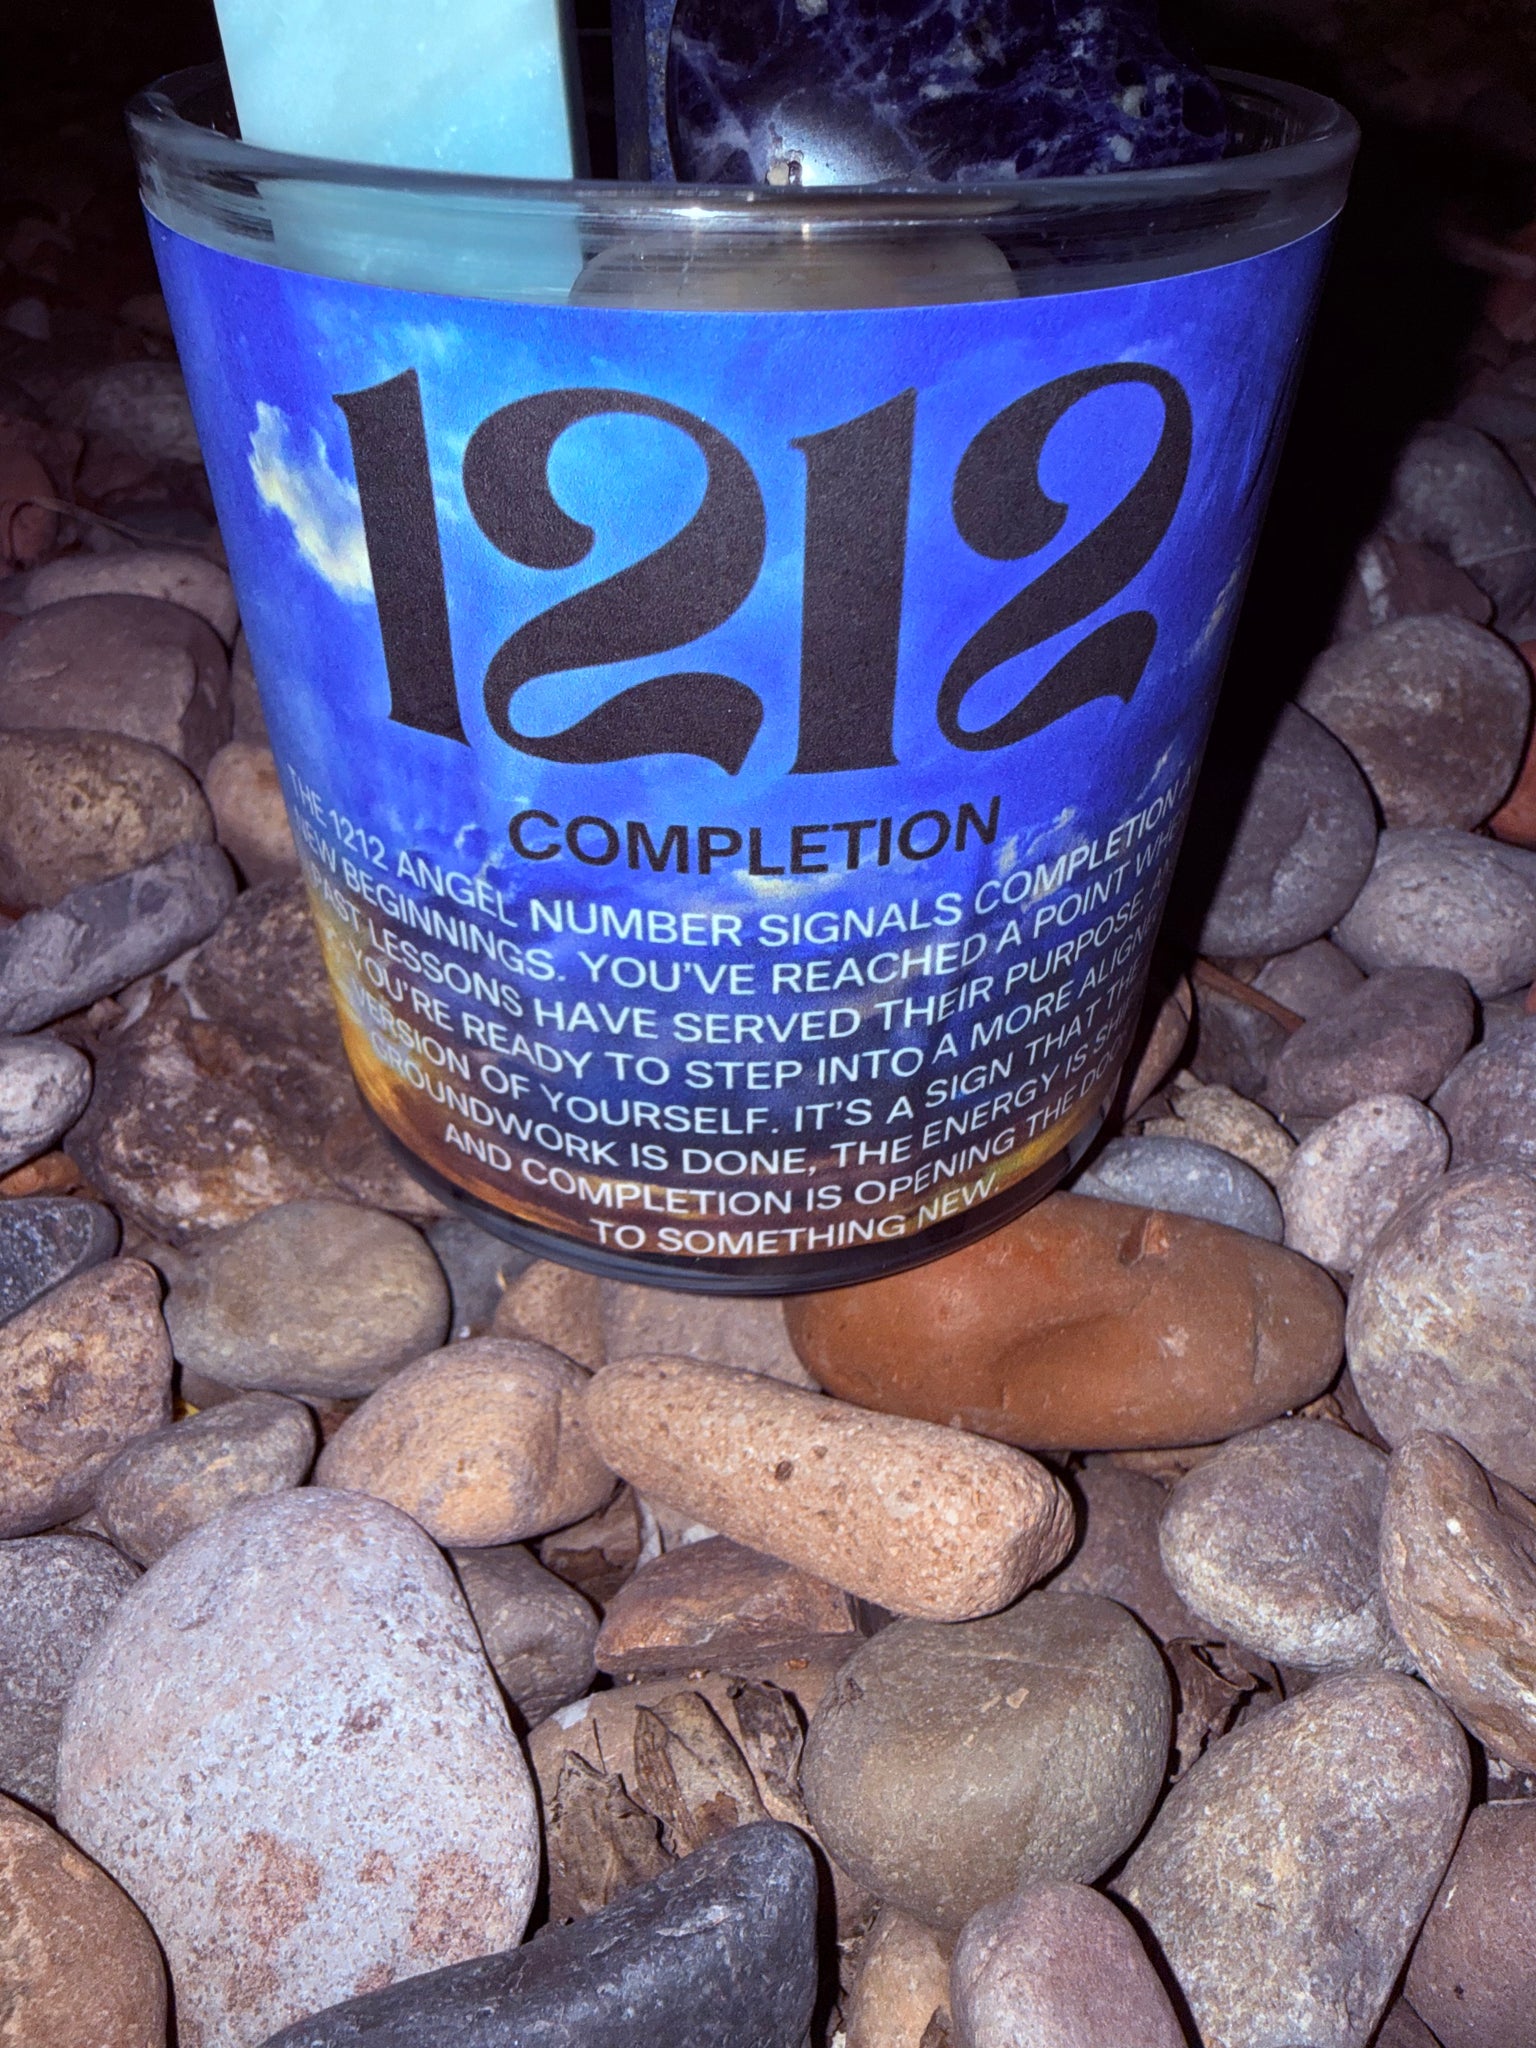 1212
COMPLETION
THE 1212 ANGEL NUMBER SIGNALS COMPLETION
NEW BEGINNINGS. YOU'VE REACHED A POINT
PAST LESSONS HAVE SERVED THEIR PURPOSE,
YOU'RE READY TO STEP INTO A MORE
VERSION OF YOURSELF. IT'S A SIGN THAT
GROUNDWORK IS DONE, THE ENERGY IS
AND COMPLETION IS OPENING THE
TO SOMETHING NEW.